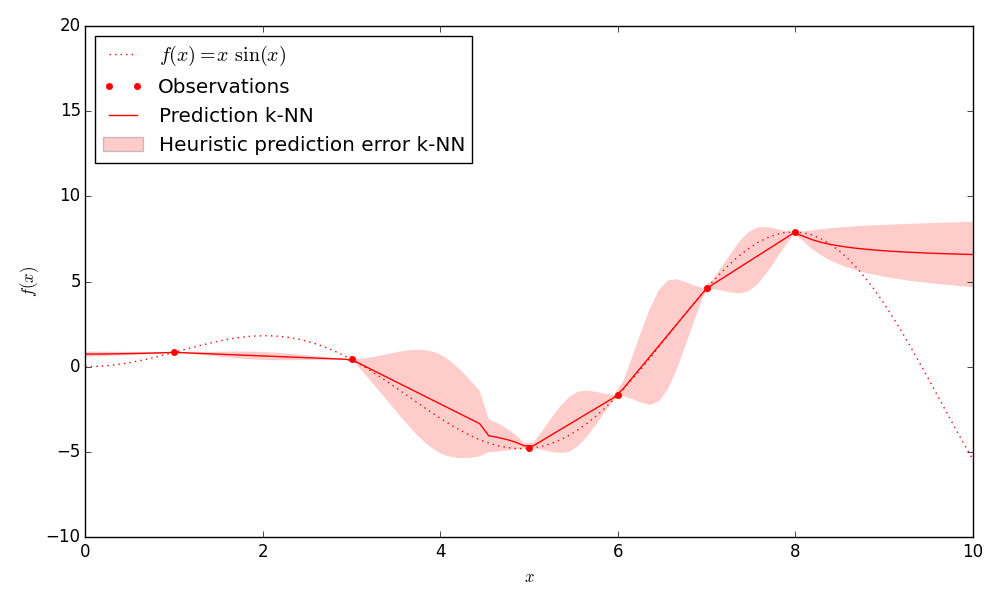 20
15
10
5
0
−5
−10
f(x)
f(x) = x sin(x)
Observations
Prediction k-NN
Heuristic prediction error k-NN
0 2 4 6 8 10
x